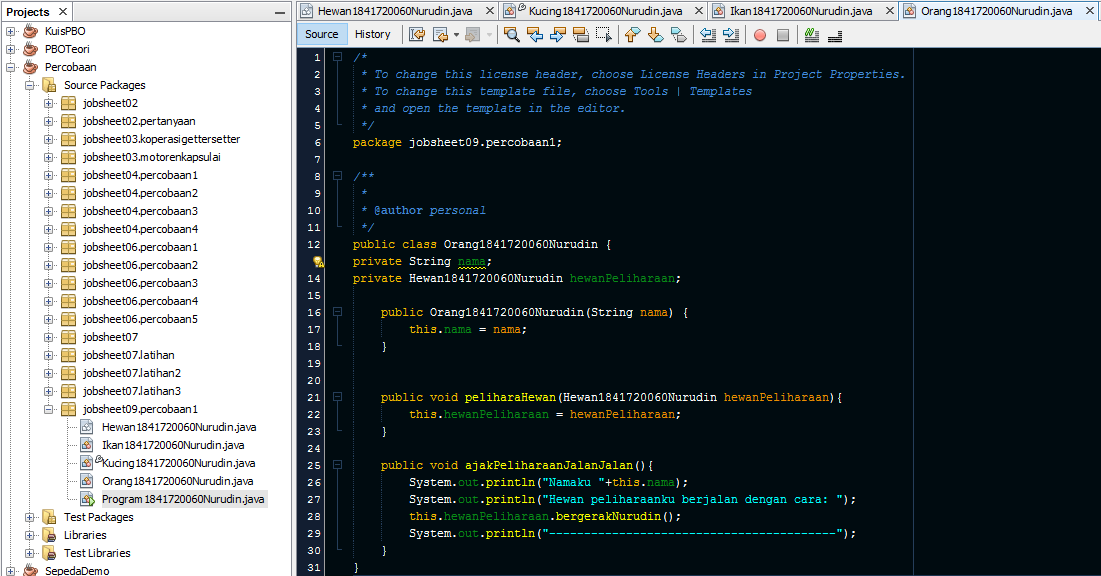 Projects
KuisPBO
PBOTeori
Percobaan
Source Packages
jobsheet02
jobsheet02.pertanyaan
jobsheet03.koperasigettersetter
jobsheet03.motorenkapsulai
jobsheet04.percobaan1
jobsheet04.percobaan2
jobsheet04.percobaan3
jobsheet04.percobaan4
jobsheet06.percobaan1
jobsheet06.percobaan2
jobsheet06.percobaan3
jobsheet06.percobaan4
jobsheet06.percobaan5
jobsheet07
jobsheet07.latihan
jobsheet07.latihan2
jobsheet07.latihan3
jobsheet09.percobaan1
Hewan1841720060Nurudin.java
Ikan1841720060Nurudin.java
Kucing1841720060Nurudin.java
Orang1841720060Nurudin.java
Program1841720060Nurudin.java
Test Packages
Libraries
Test Libraries
SepedaDemo
Hewan1841720060Nurudin.java Kucing1841720060Nurudin.java Ikan1841720060Nurudin.java Orang1841720060Nurudin.java
Source History
1 /*
2 * To change this license header, choose License Headers in Project Properties.
3 * To change this template file, choose Tools | Templates
4 * and open the template in the editor.
5 */
6 package jobsheet09.percobaan1;
7
8 /**
9 *
10 * @author personal
11 */
12 public class Orang1841720060Nurudin {
private String nama;
14 private Hewan1841720060Nurudin hewanPeliharaan;
15
16 public Orang1841720060Nurudin(String nama) {
17 this.nama = nama;
18 }
19
20
21 public void peliharaHewan(Hewan1841720060Nurudin hewanPeliharaan){
22 this.hewanPeliharaan = hewanPeliharaan;
23 }
24
25 public void ajakPeliharaanJalanJalan(){
26 System.out.println("Namaku "+this.nama);
27 System.out.println("Hewan peliharaanku berjalan dengan cara: ");
28 this.hewanPeliharaan.bergerakNurudin();
29 System.out.println("-----------------------------------------");
30 }
31 }